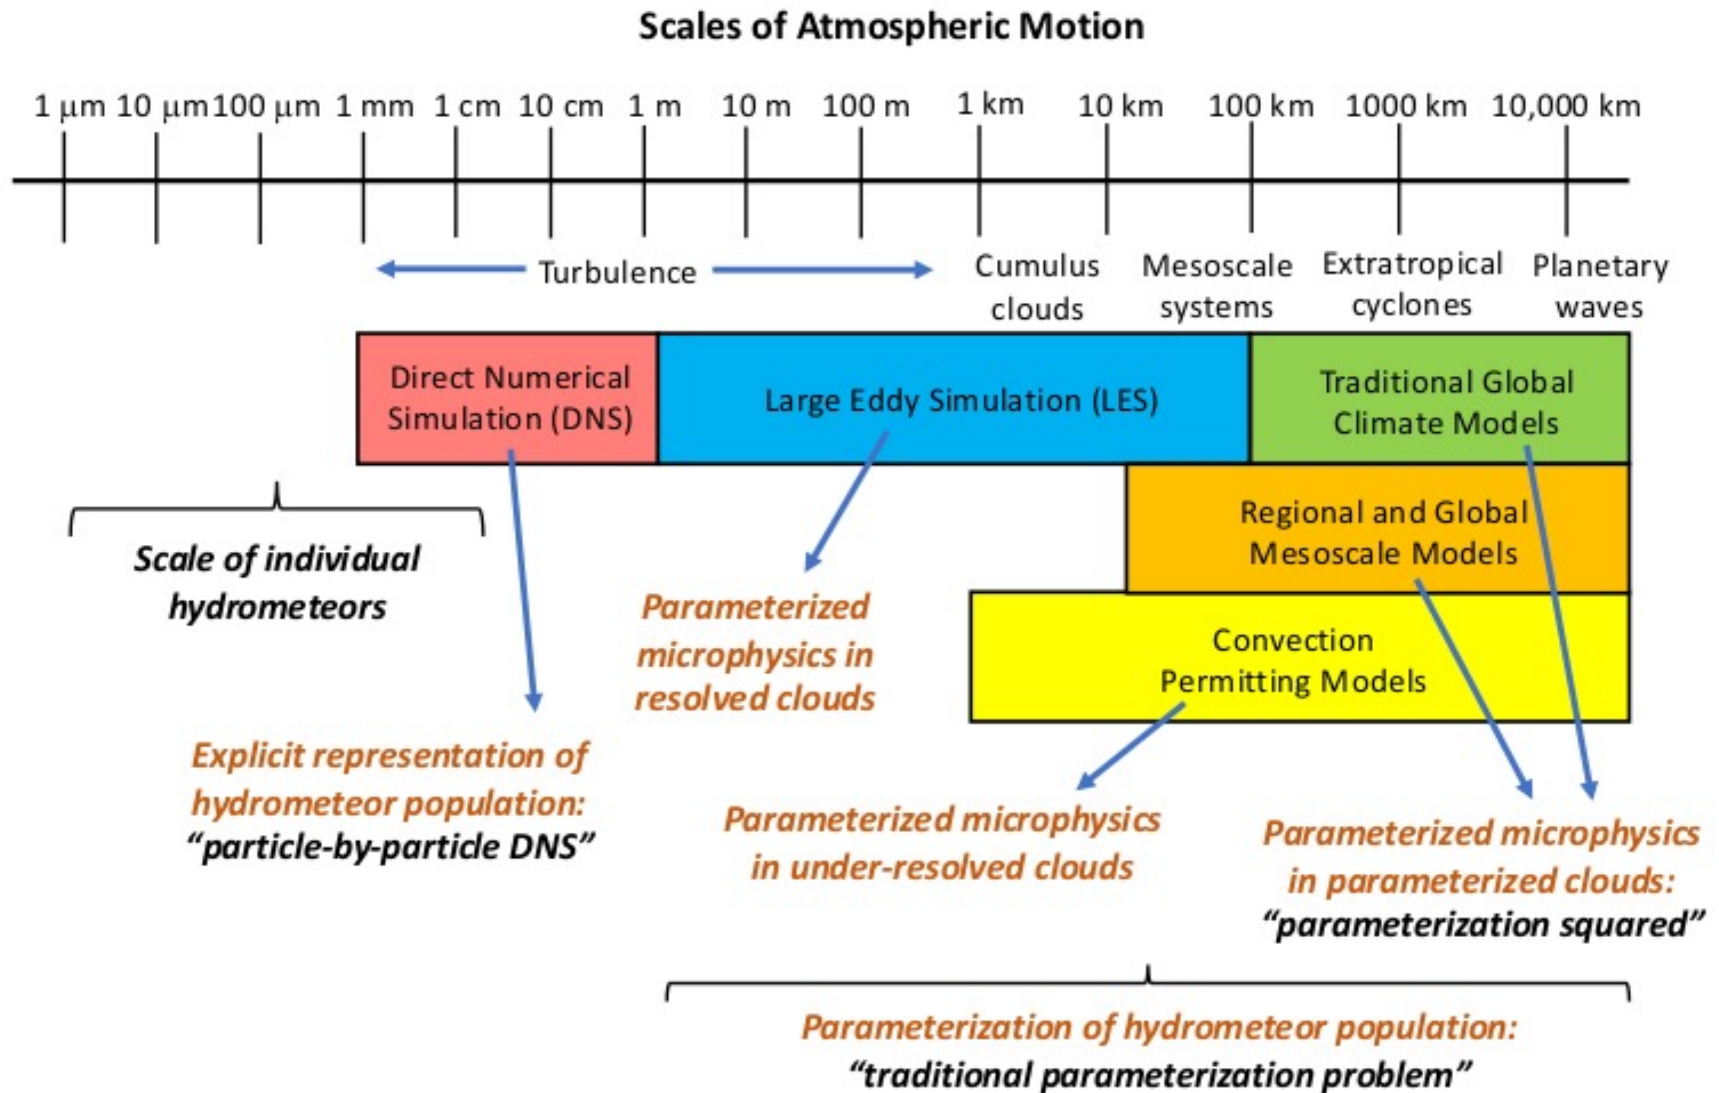 Scales of Atmospheric Motion
1 μm 10 μm 100 μm 1 mm 1 cm 10 cm 1 m 10 m 100 m 1 km 10 km 100 km 1000 km 10,000 km
Turbulence
Cumulus
clouds
Mesoscale
systems
Extratropical
cyclones
Planetary
waves
Direct Numerical
Simulation (DNS)
Large Eddy Simulation (LES)
Traditional Global
Climate Models
Regional and Global
Mesoscale Models
Convection
Permitting Models
Scale of individual
hydrometeors
Parameterized
microphysics in
resolved clouds
Explicit representation of
hydrometeor population:
“particle-by-particle DNS”
Parameterized microphysics
in under-resolved clouds
Parameterized microphysics
in parameterized clouds:
“parameterization squared”
Parameterization of hydrometeor population:
“traditional parameterization problem”